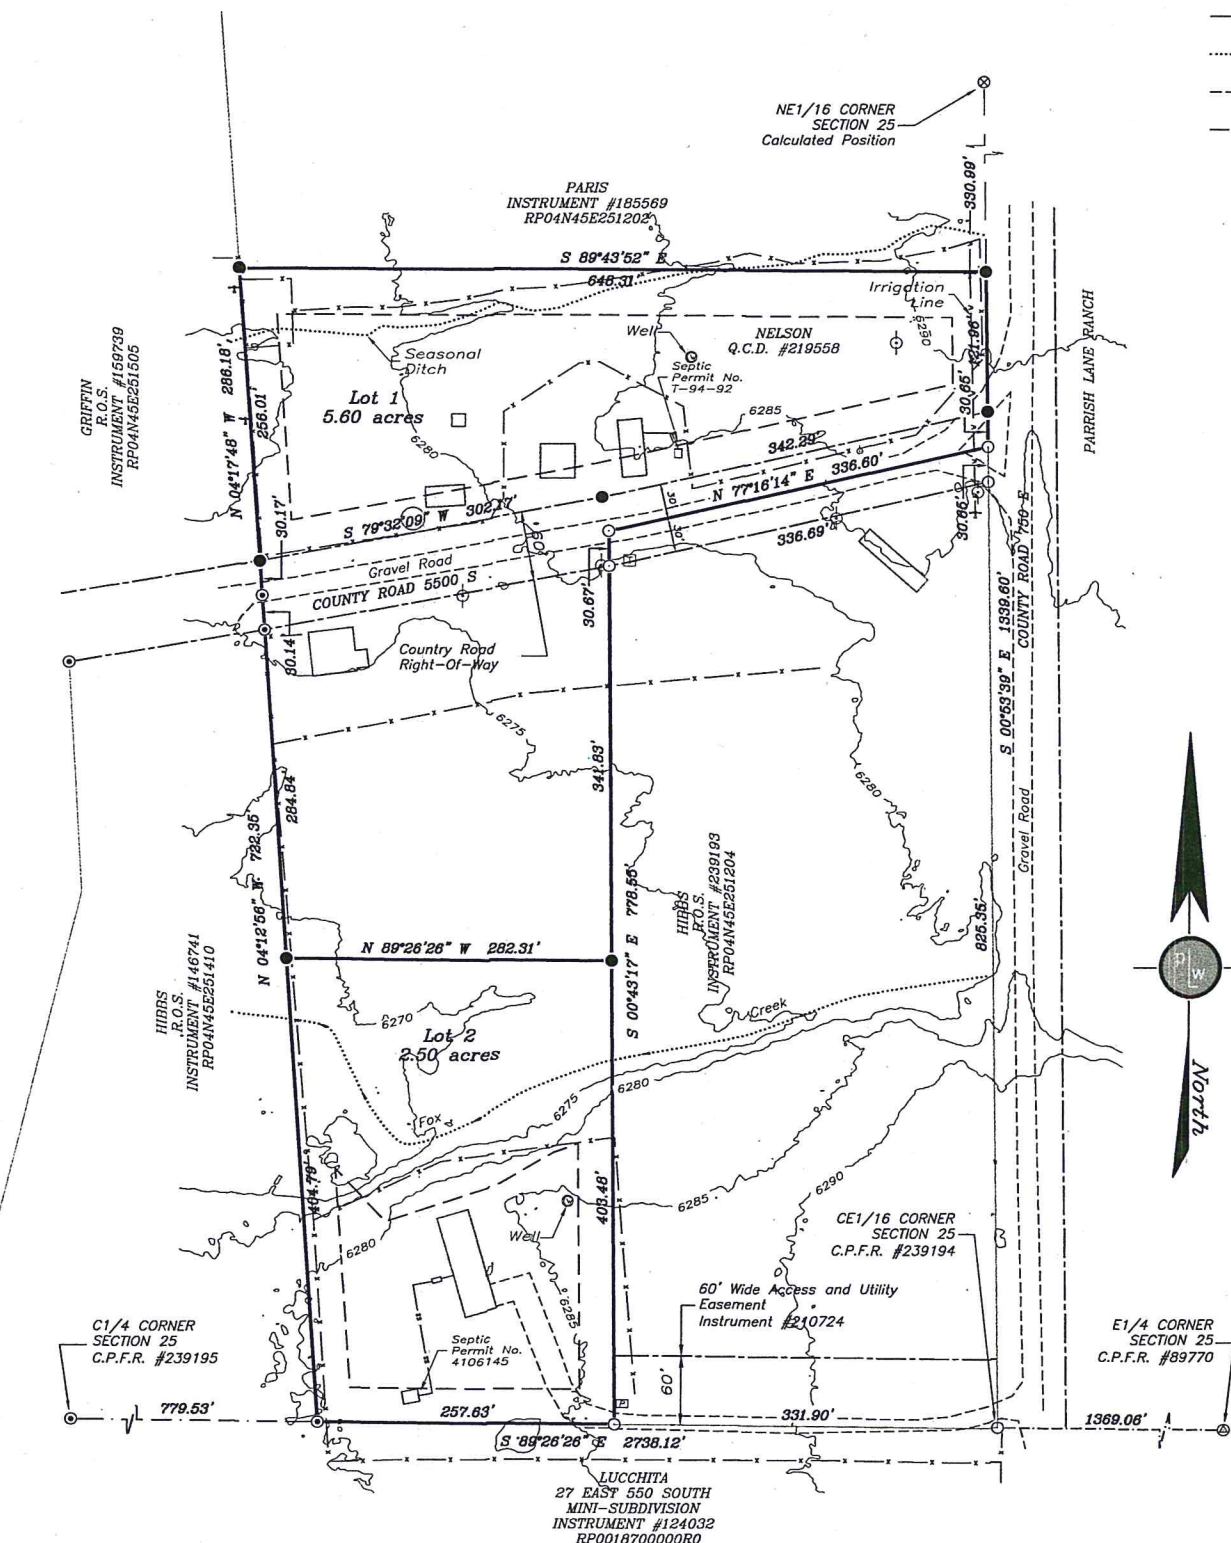 NE1/16 CORNER
SECTION 25
Calculated Position
330.99'
PARIS
INSTRUMENT #185569
RP04N45E251202
S 89°43'52" E
648.31'
Irrigation
Line
6290
121.96'
30.65'
GRIFFIN
R.O.S.
INSTRUMENT #159739
RP04N45E251505
N 04°17'48" W 286.18'
256.01'
30.17'
Seasonal
Ditch
Well
NELSON
Q.C.D. #219558
Septic
Permit No.
T-94-92
Lot 1
5.60 acres
6280
6285
342.29'
N 77°16'14" E 336.60'
S 79°32'09" W 302.17'
30'
30'
60'
336.69'
30.86'
Gravel Road
COUNTY ROAD 5500 S
30.67'
30.14'
Country Road
Right-Of-Way
6275
PARRISH LANE RANCH
S 00°53'39" E 1339.60'
COUNTY ROAD 750 E
Gravel Road
341.83'
6280
284.84'
N 04°12'56" W 722.35'
HIBBS
R.O.S.
INSTRUMENT #239193
RP04N45E251204
825.35'
S 00°43'17" E 778.55'
N 89°26'26" W 282.31'
HIBBS
R.O.S.
INSTRUMENT #146741
RP04N45E251410
6270
Lot 2
2.50 acres
Creek
6280
6275
Fox
P
L
W
North
404.79'
403.48'
6285
6290
Well
6280
6285
CE1/16 CORNER
SECTION 25
C.P.F.R. #239194
60' Wide Access and Utility
Easement
Instrument #210724
60'
C1/4 CORNER
SECTION 25
C.P.F.R. #239195
Septic
Permit No.
4106145
E1/4 CORNER
SECTION 25
C.P.F.R. #89770
779.53'
257.63'
331.90'
1369.06'
S 89°26'26" E 2738.12'
LUCCHITA
27 EAST 550 SOUTH
MINI-SUBDIVISION
INSTRUMENT #124032
RP0018700000R0